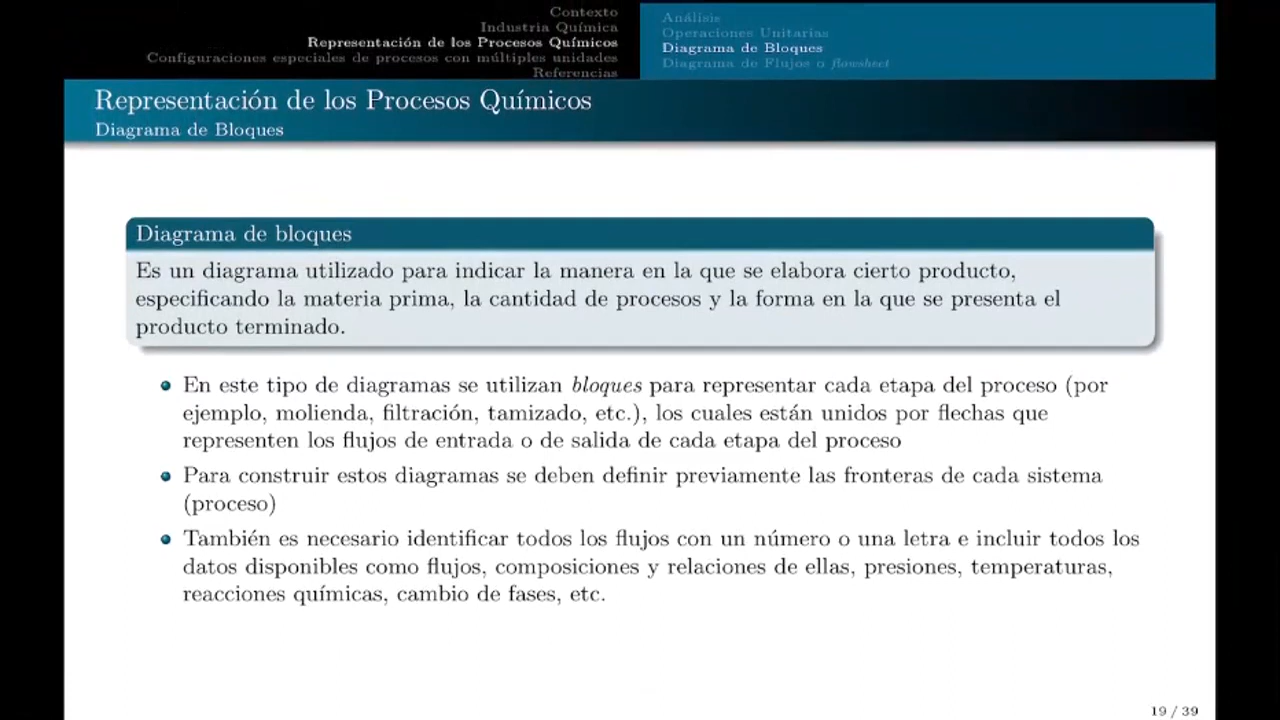 Contexto
Industria Química
Representación de los Procesos Químicos
Configuraciones especiales de procesos con múltiples unidades
Referencias
Análisis
Operaciones Unitarias
Diagrama de Bloques
Diagrama de Flujos o flowsheet
Representación de los Procesos Químicos
Diagrama de Bloques
Diagrama de bloques
Es un diagrama utilizado para indicar la manera en la que se elabora cierto producto,
especificando la materia prima, la cantidad de procesos y la forma en la que se presenta el
producto terminado.
En este tipo de diagramas se utilizan bloques para representar cada etapa del proceso (por
ejemplo, molienda, filtración, tamizado, etc.), los cuales están unidos por flechas que
representen los flujos de entrada o de salida de cada etapa del proceso
Para construir estos diagramas se deben definir previamente las fronteras de cada sistema
(proceso)
También es necesario identificar todos los flujos con un número o una letra e incluir todos los
datos disponibles como flujos, composiciones y relaciones de ellas, presiones, temperaturas,
reacciones químicas, cambio de fases, etc.
19 / 39